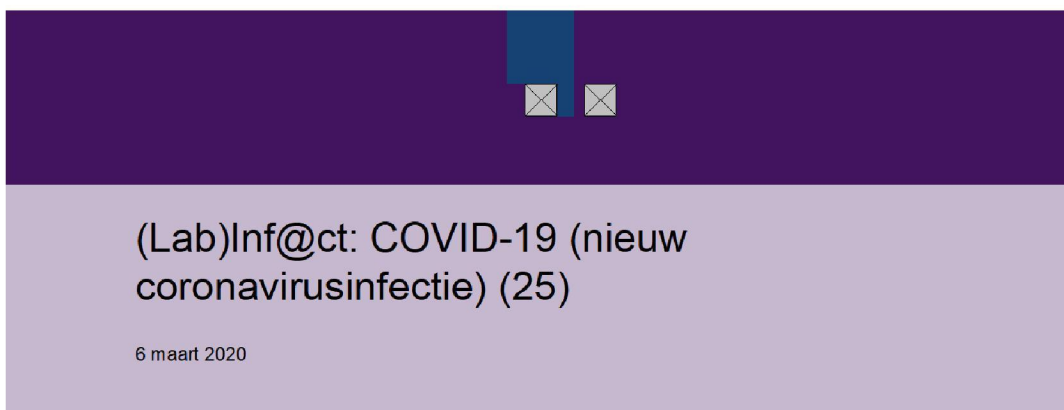 (Lab)Inf@ct: COVID-19 (nieuw
coronavirusinfectie) (25)
6 maart 2020